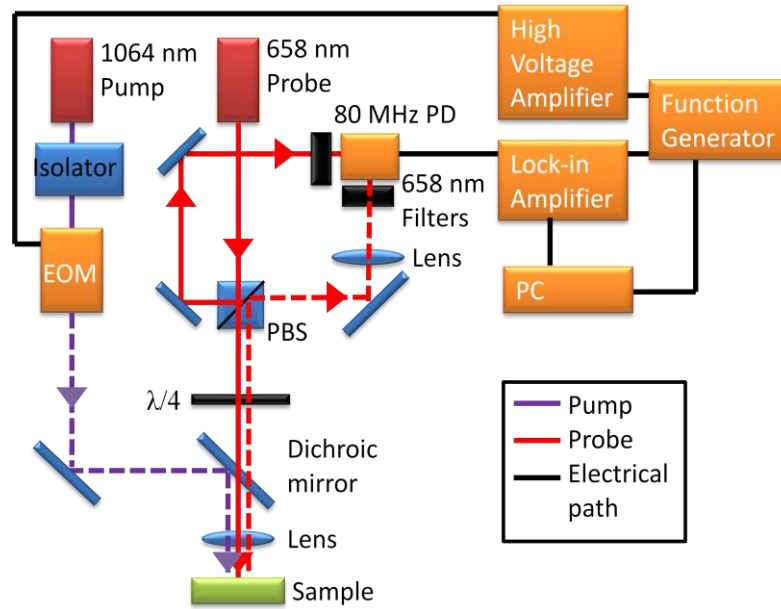 1064 nm
Pump
658 nm
Probe
High
Voltage
Amplifier
Function
Generator
80 MHz PD
Isolator
Lock-in
Amplifier
658 nm
Filters
EOM
Lens
PC
PBS
λ/4
Dichroic
mirror
Lens
Sample
Pump
Probe
Electrical
path